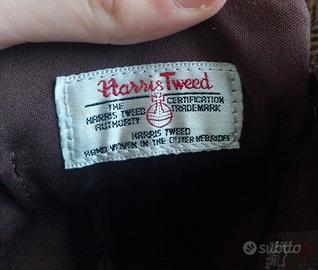 Harris Tweed
THE CERTIFICATION
HARRIS TWEED TRADEMARK
AUTHORITY
HARRIS TWEED
HAND WOVEN IN THE OUTER HEBRIDES
subito